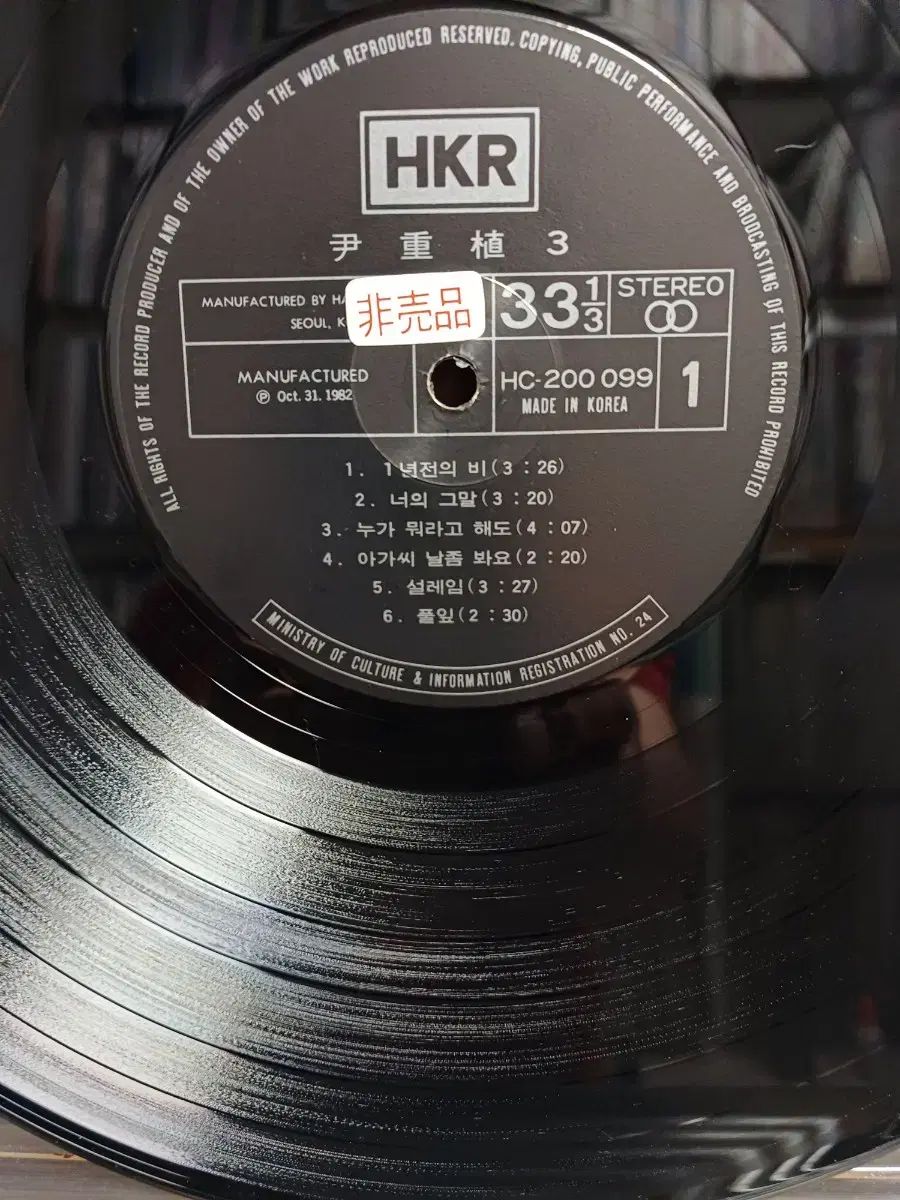 ALL RIGHTS OF THE RECORD PRODUCER AND OF THE OWNER OF THE WORK REPRODUCED RESERVED. COPYING, PUBLIC PERFORMANCE AND BRODCASTING OF THIS RECORD PROHIBITED
HKR
尹重植 3
MANUFACTURED BY
SEOUL,
非売品
33 1/3
STEREO
MANUFACTURED
Ⓟ Oct. 31. 1982
HC-200 099
MADE IN KOREA
1
1. 1년전의 비(3 : 26)
2. 너의 그말(3 : 20)
3. 누가 뭐라고 해도(4 : 07)
4. 아가씨 날좀 봐요(2 : 20)
5. 설레임(3 : 27)
6. 풀잎(2 : 30)
MINISTRY OF CULTURE & INFORMATION REGISTRATION NO. 24